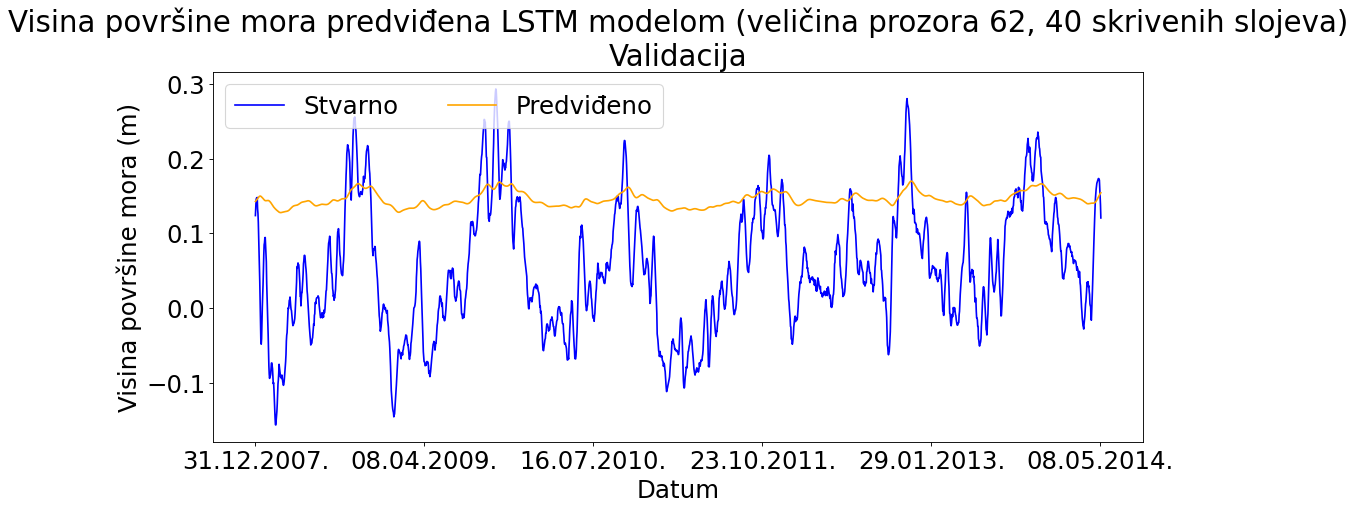 Visina površine mora predviđena LSTM modelom (veličina prozora 62, 40 skrivenih slojeva)
Validacija
Stvarno
Predviđeno
Visina površine mora (m)
0.3
0.2
0.1
0.0
−0.1
31.12.2007.
08.04.2009.
16.07.2010.
23.10.2011.
29.01.2013.
08.05.2014.
Datum